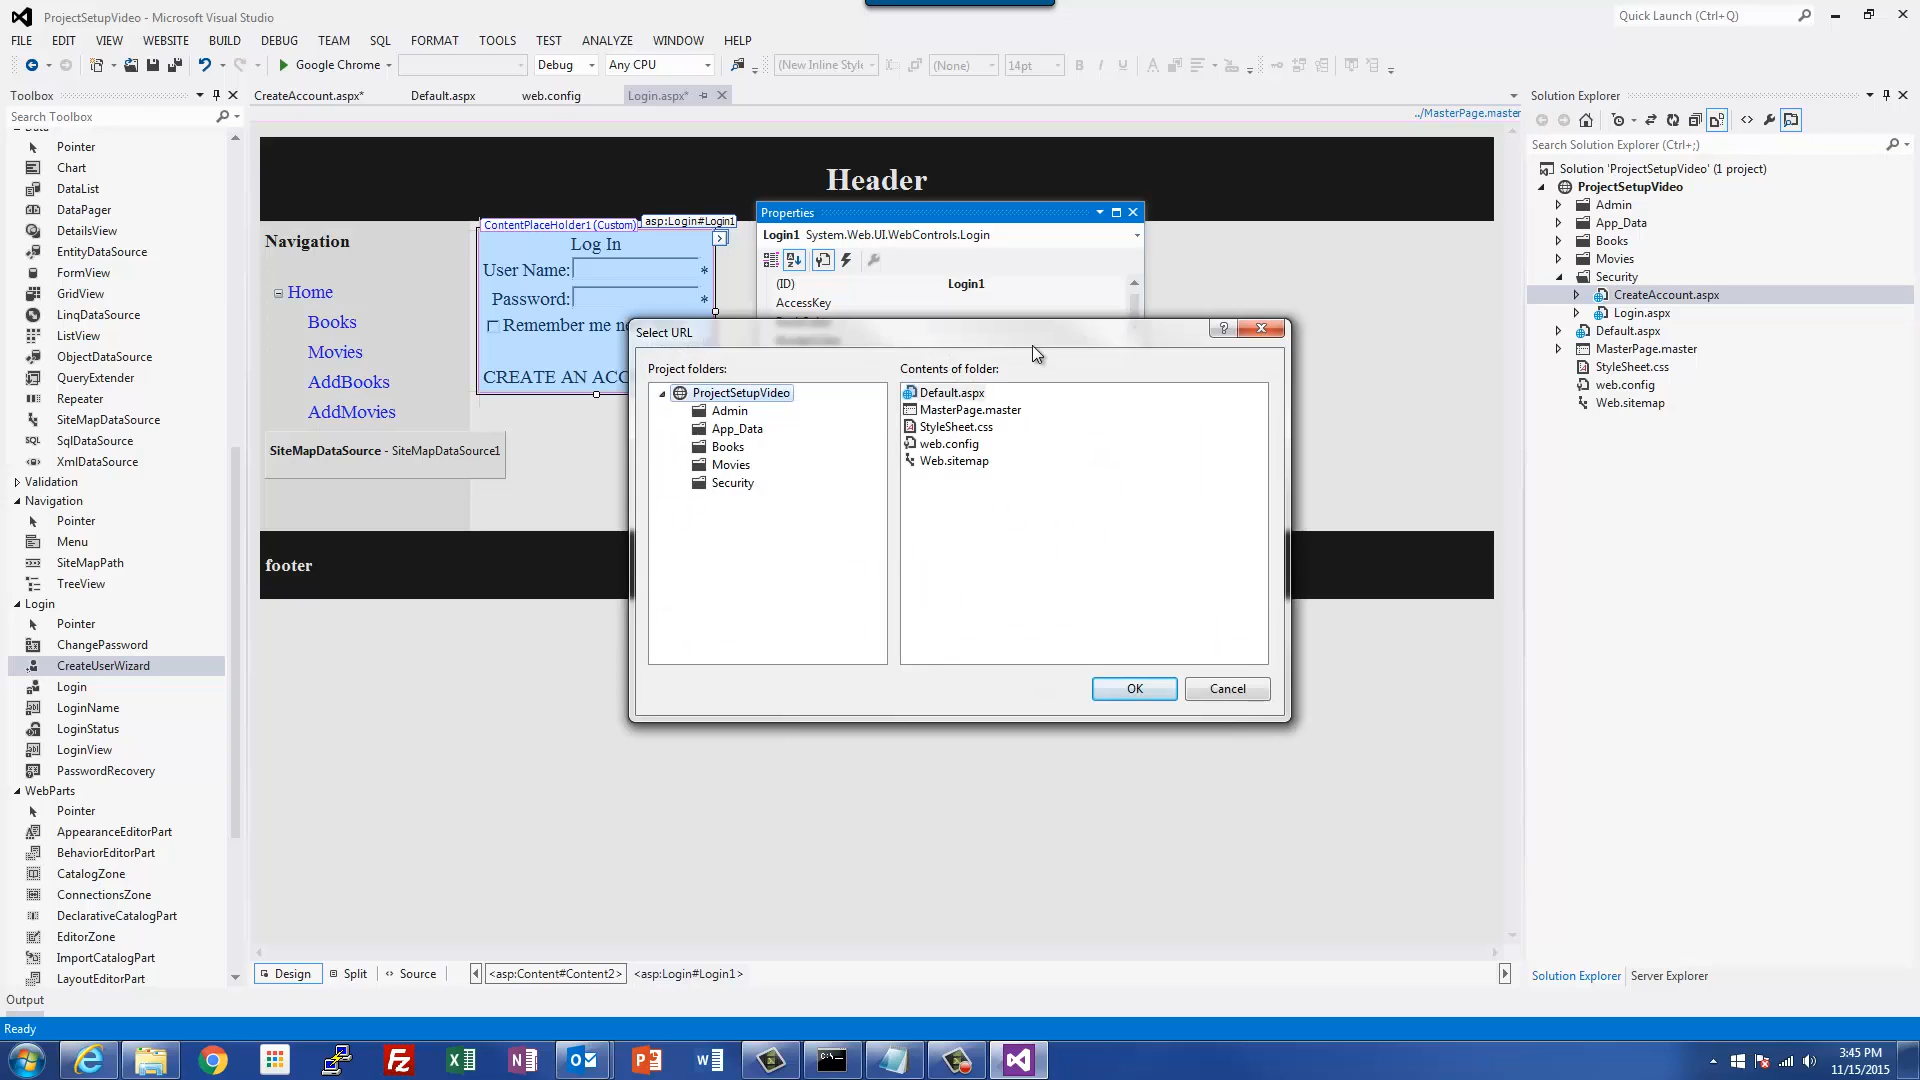 ProjectSetupVideo - Microsoft Visual Studio
Quick Launch (Ctrl+Q)
FILE EDIT VIEW WEBSITE BUILD DEBUG TEAM SQL FORMAT TOOLS TEST ANALYZE WINDOW HELP
Google Chrome
Debug
Any CPU
(New Inline Style
(None)
14pt
Toolbox
CreateAccount.aspx*
Default.aspx
web.config
Login.aspx*
Solution Explorer
Search Toolbox
../MasterPage.master
Data
Pointer
Chart
DataList
DataPager
DetailsView
EntityDataSource
FormView
GridView
LinqDataSource
ListView
ObjectDataSource
QueryExtender
Repeater
SiteMapDataSource
SqlDataSource
XmlDataSource
Validation
Navigation
Pointer
Menu
SiteMapPath
TreeView
Login
Pointer
ChangePassword
CreateUserWizard
Login
LoginName
LoginStatus
LoginView
PasswordRecovery
WebParts
Pointer
AppearanceEditorPart
BehaviorEditorPart
CatalogZone
ConnectionsZone
DeclarativeCatalogPart
EditorZone
ImportCatalogPart
LayoutEditorPart
Output
Ready
Header
Navigation
Home
Books
Movies
AddBooks
AddMovies
SiteMapDataSource - SiteMapDataSource1
footer
ContentPlaceHolder1 (Custom)
asp:Login#Login1
Log In
User Name: *
Password: *
Remember me
CREATE AN
Properties
Login1 System.Web.UI.WebControls.Login
(ID) Login1
AccessKey
Select URL
Project folders:
ProjectSetupVideo
Admin
App_Data
Books
Movies
Security
Contents of folder:
Default.aspx
MasterPage.master
StyleSheet.css
web.config
Web.sitemap
OK
Cancel
Design
Split
Source
<asp:Content#Content2>
<asp:Login#Login1>
Search Solution Explorer (Ctrl+;)
Solution 'ProjectSetupVideo' (1 project)
ProjectSetupVideo
Admin
App_Data
Books
Movies
Security
CreateAccount.aspx
Login.aspx
Default.aspx
MasterPage.master
StyleSheet.css
web.config
Web.sitemap
Solution Explorer
Server Explorer
3:45 PM
11/15/2015